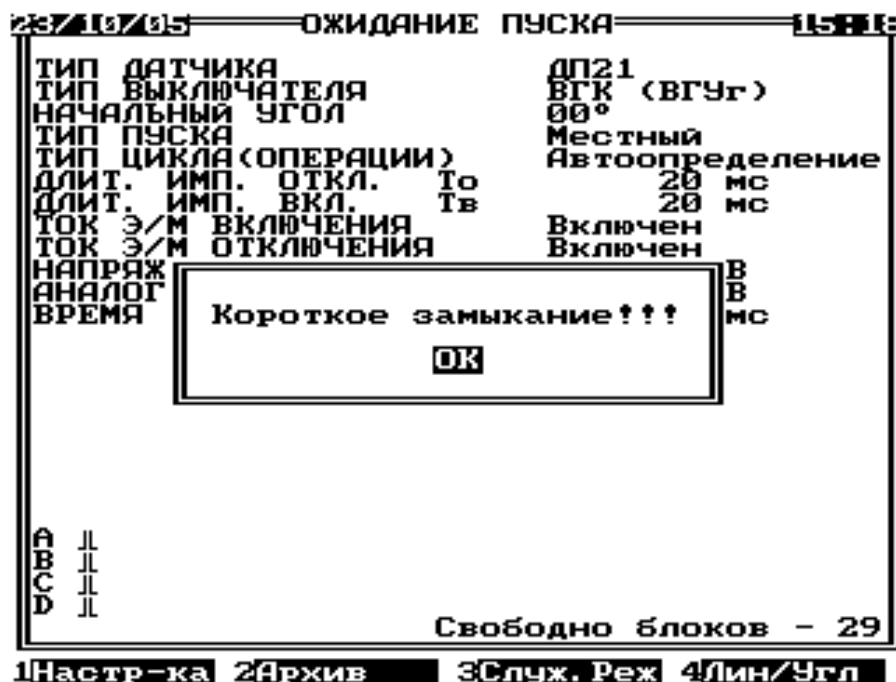 23/10/05 ОЖИДАНИЕ ПУСКА 15:18
ТИП ДАТЧИКА ДП21
ТИП ВЫКЛЮЧАТЕЛЯ ВГК (ВГУг)
НАЧАЛЬНЫЙ УГОЛ 00°
ТИП ПУСКА Местный
ТИП ЦИКЛА(ОПЕРАЦИИ) Автоопределение
ДЛИТ. ИМП. ОТКЛ. То 20 мс
ДЛИТ. ИМП. ВКЛ. Тв 20 мс
ТОК Э/М ВКЛЮЧЕНИЯ Включен
ТОК Э/М ОТКЛЮЧЕНИЯ Включен
НАПРЯЖ В
АНАЛОГ В
ВРЕМЯ мс
Короткое замыкание!!!
OK
A
B
C
D
Свободно блоков - 29
1Настр-ка 2Архив 3Служ.Реж 4Лин/Угл